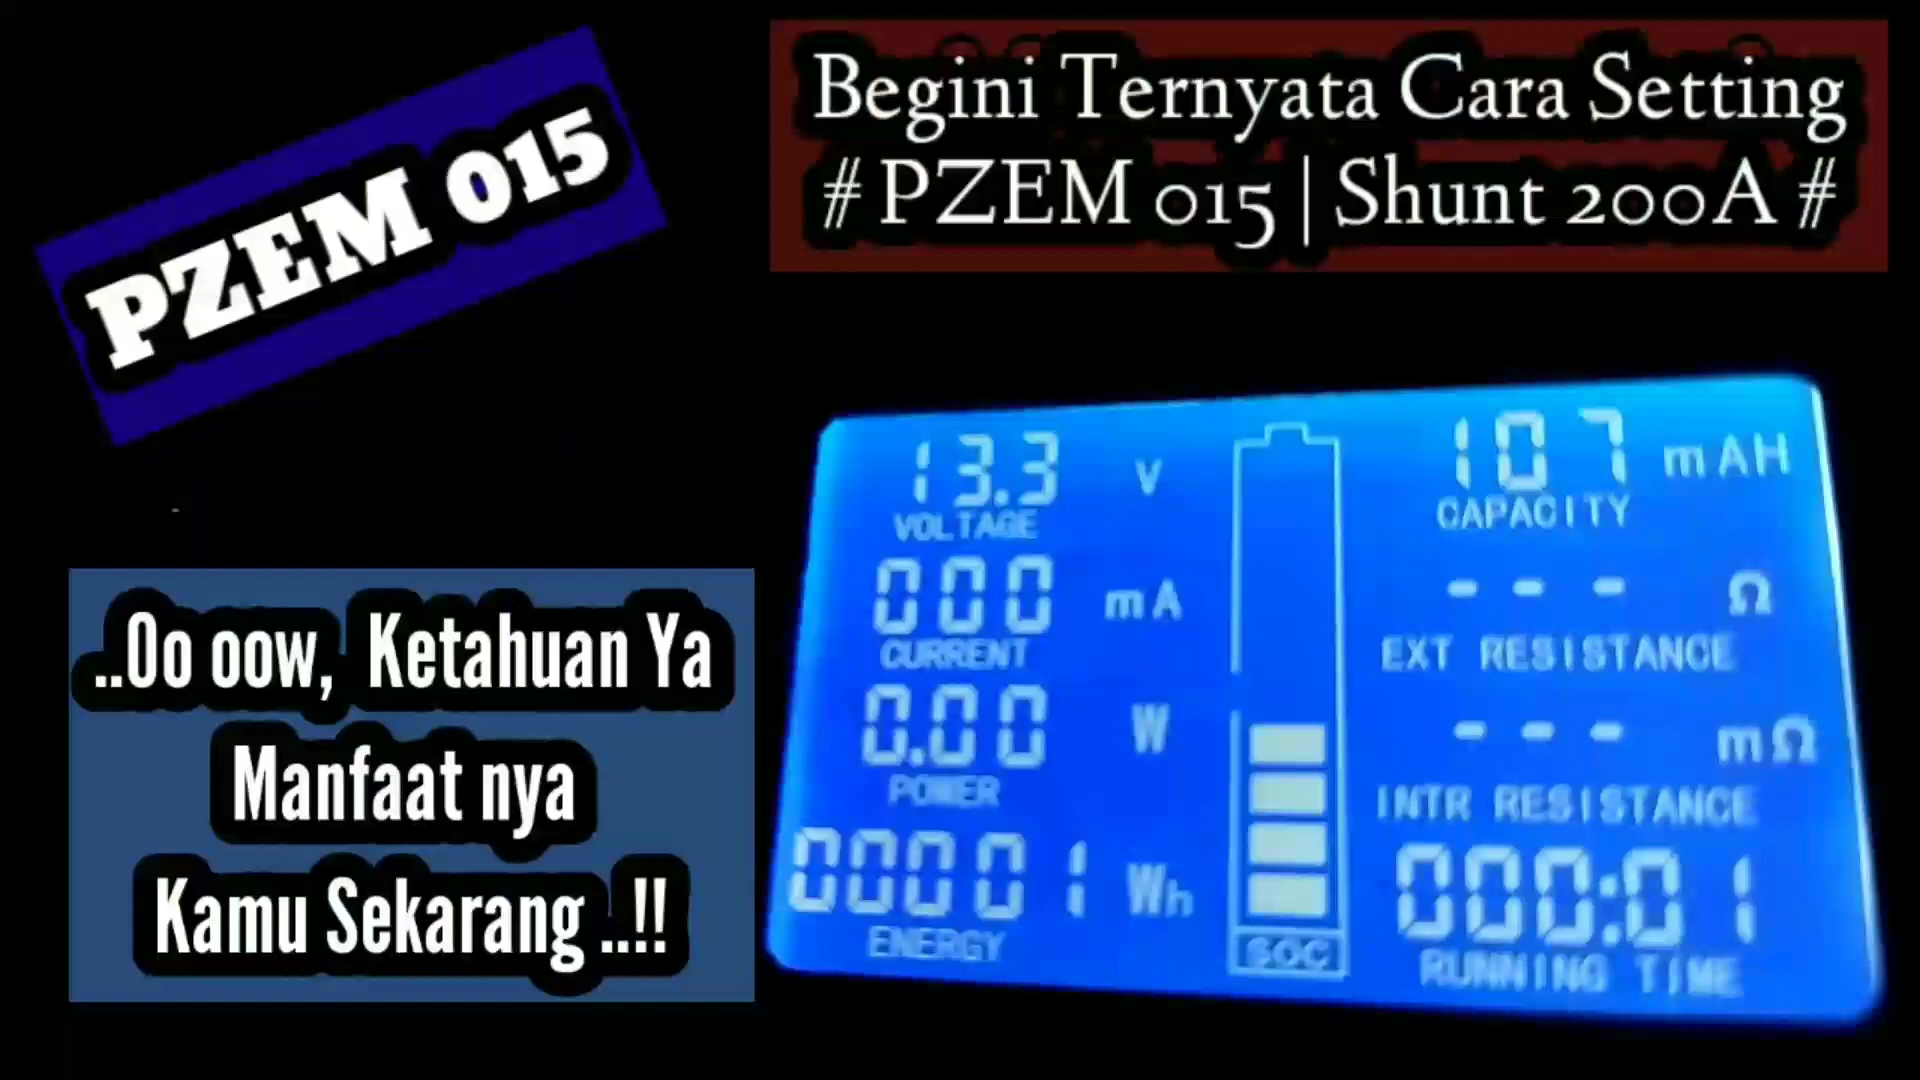 PZEM 015
Begini Ternyata Cara Setting
# PZEM 015 | Shunt 200A #
..Oo oow, Ketahuan Ya
Manfaat nya
Kamu Sekarang ..!!
13.3 V
VOLTAGE
000 mA
CURRENT
0.00 W
POWER
00001 Wh
ENERGY
SOC
107 mAH
CAPACITY
- - - Ω
EXT RESISTANCE
- - - mΩ
INTR RESISTANCE
000:01
RUNNING TIME